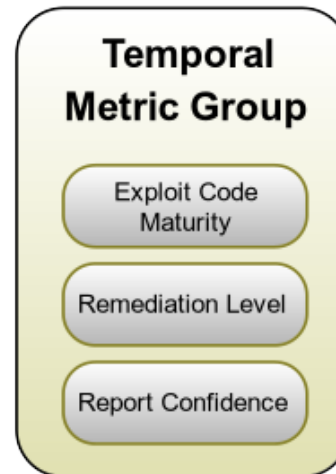 Temporal
Metric Group
Exploit Code
Maturity
Remediation Level
Report Confidence